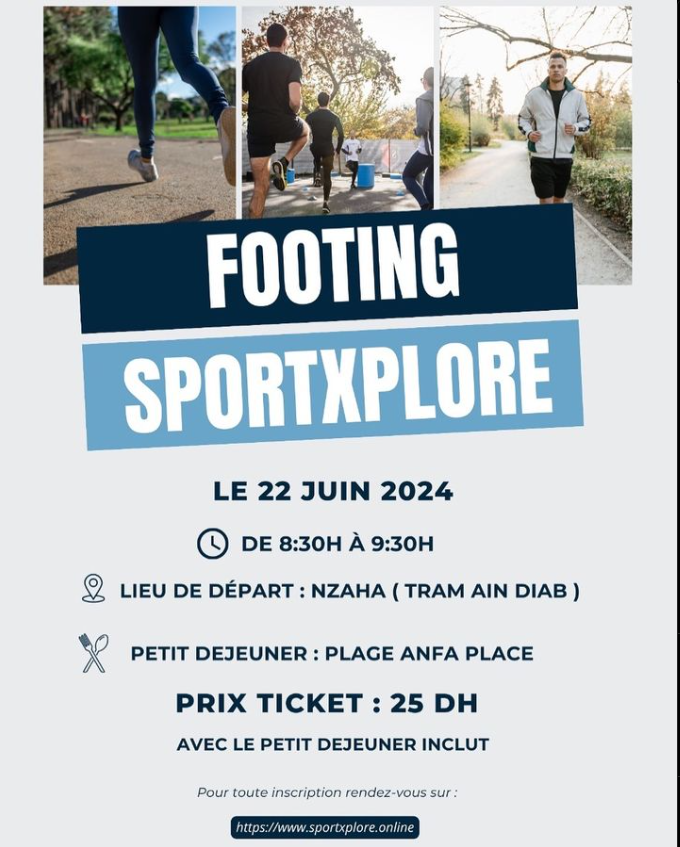 FOOTING
SPORTXPLORE
LE 22 JUIN 2024
DE 8:30H À 9:30H
LIEU DE DÉPART : NZAHA ( TRAM AIN DIAB )
PETIT DEJEUNER : PLAGE ANFA PLACE
PRIX TICKET : 25 DH
AVEC LE PETIT DEJEUNER INCLUT
Pour toute inscription rendez-vous sur :
https://www.sportxplore.online